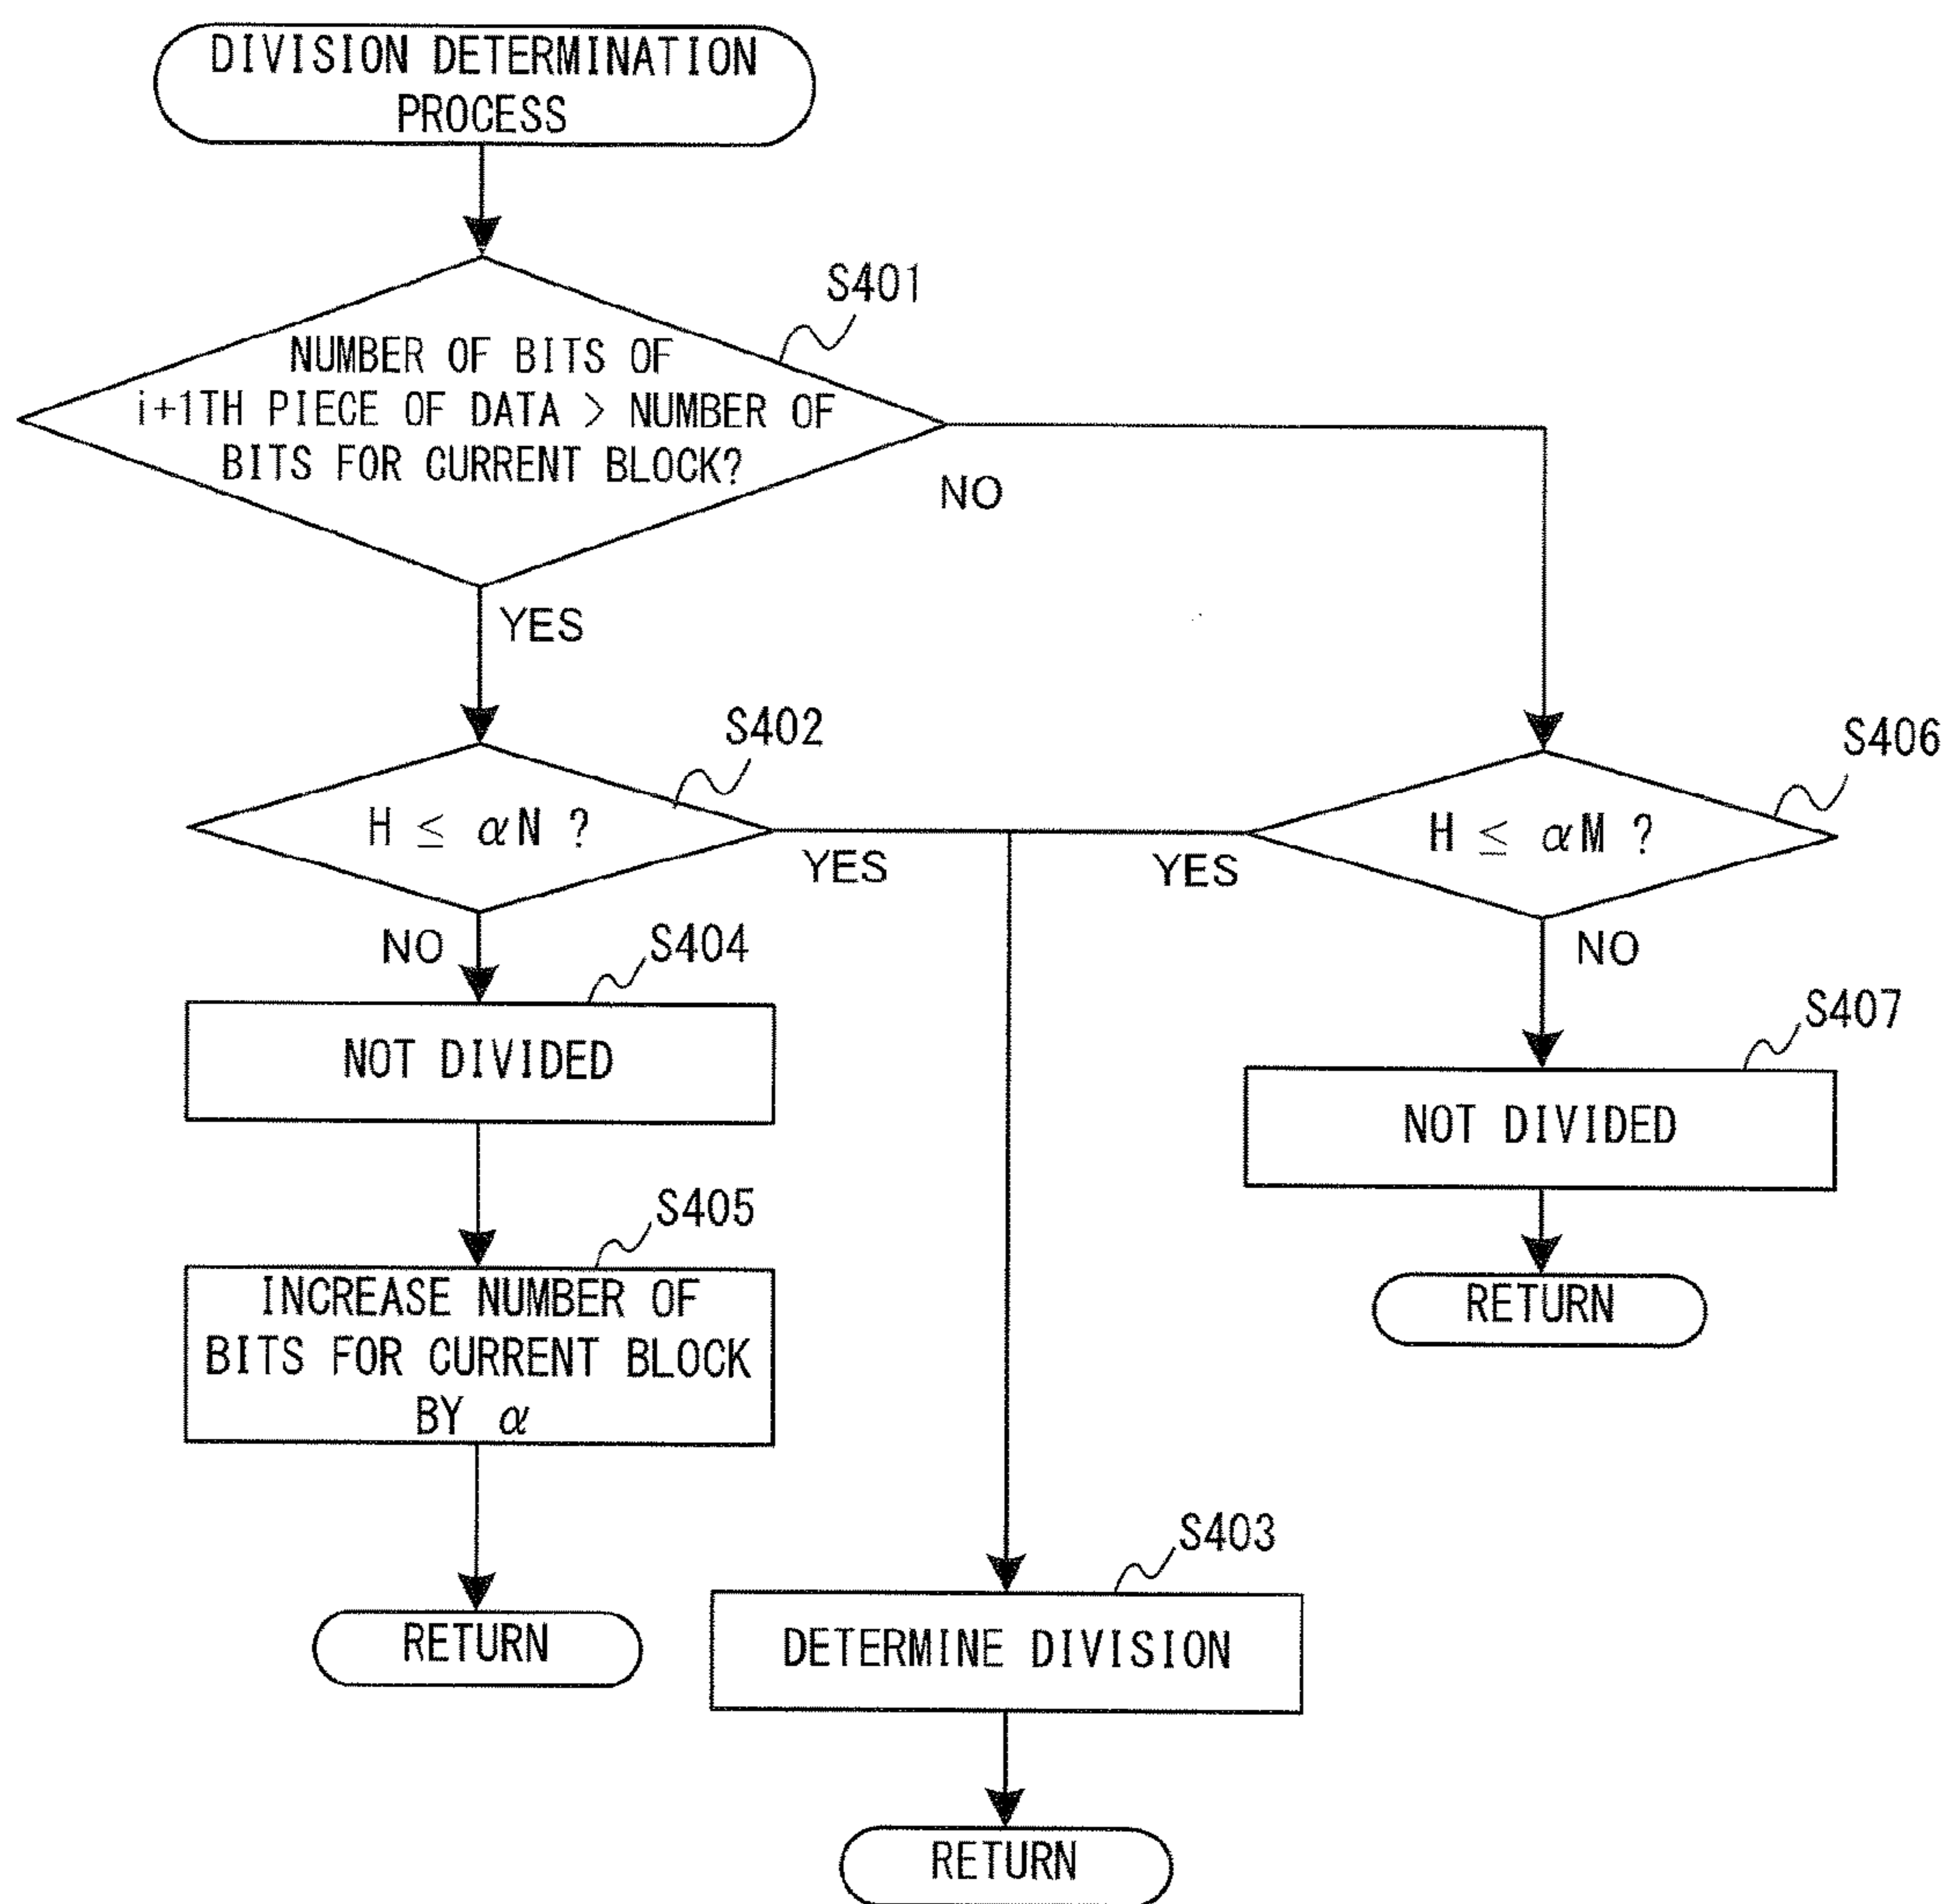 DIVISION DETERMINATION
PROCESS
S401
NUMBER OF BITS OF
i+1TH PIECE OF DATA > NUMBER OF
BITS FOR CURRENT BLOCK?
NO
YES
S402
S406
H ≤ αN ?
H ≤ αM ?
YES
YES
NO
S404
NO
NOT DIVIDED
S407
NOT DIVIDED
S405
INCREASE NUMBER OF
BITS FOR CURRENT BLOCK
BY α
RETURN
S403
RETURN
DETERMINE DIVISION
RETURN